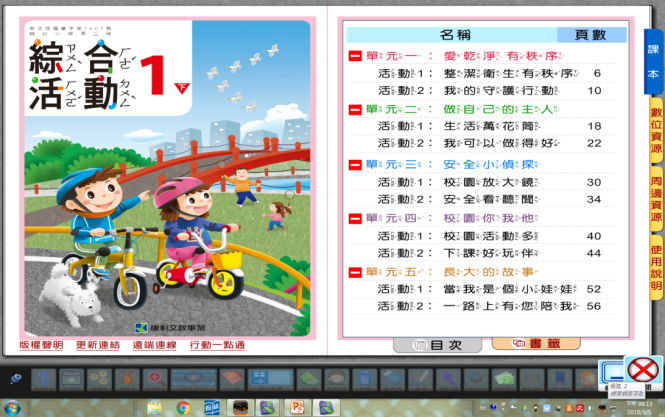 綜合活動 1 下
康軒文教事業
版權聲明 更新連結 遠端連線 行動一點通
名稱 頁數
單元一：愛乾淨有秩序
活動1：整潔衛生有秩序 6
活動2：我的守護行動 10
單元二：做自己的主人
活動1：生活萬花筒 18
活動2：我可以做得好 22
單元三：安全小偵探
活動1：校園放大鏡 30
活動2：安全看聽聞 34
單元四：校園你我他
活動1：校園活動多 40
活動2：下課好玩伴 44
單元五：長大的故事
活動1：當我是個小娃娃 52
活動2：一路上有您陪我 56
目次 書籤
課本
數位資源
周邊資源
使用說明
下午 04:13
2018/3/5